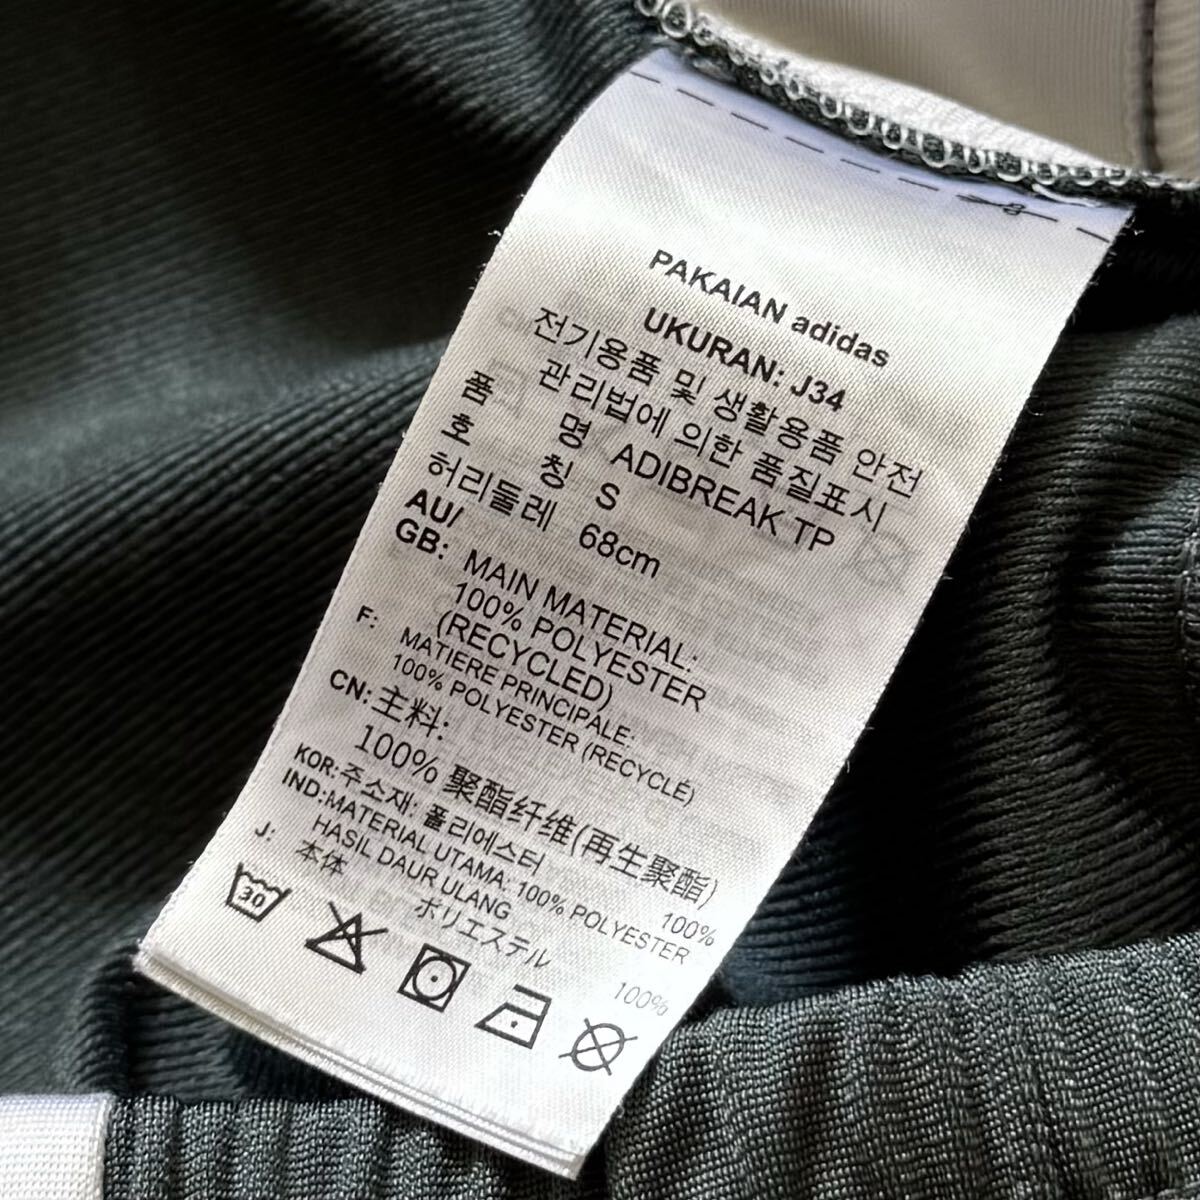 PAKAIAN adidas
UKURAN: J34
전기용품 및 생활용품 안전
관리법에 의한 품질표시
품 명 ADIBREAK TP
호 칭 S
허리둘레 68cm
AU/
GB: MAIN MATERIAL:
100% POLYESTER
(RECYCLED)
F: MATIERE PRINCIPALE:
100% POLYESTER (RECYCLÉ)
CN: 主料:
100% 聚酯纤维(再生聚酯)
KOR: 주소재: 폴리에스터 100%
IND: MATERIAL UTAMA: 100% POLYESTER
HASIL DAUR ULANG
J: 本体
ポリエステル 100%
30